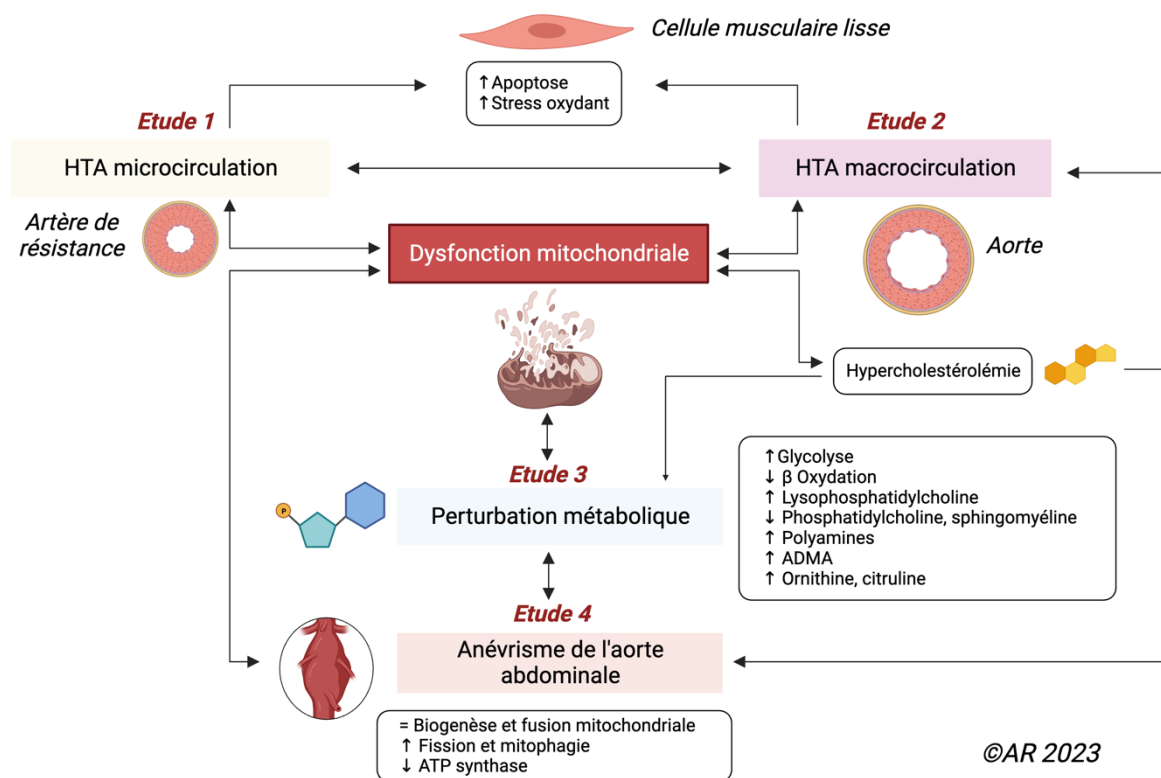 Cellule musculaire lisse
↑ Apoptose
↑ Stress oxydant
Etude 1
HTA microcirculation
Etude 2
HTA macrocirculation
Artère de
résistance
Dysfonction mitochondriale
Aorte
Hypercholestérolémie
Etude 3
P
Perturbation métabolique
↑ Glycolyse
↓ β Oxydation
↑ Lysophosphatidylcholine
↓ Phosphatidylcholine, sphingomyéline
↑ Polyamines
↑ ADMA
↑ Ornithine, citruline
Etude 4
Anévrisme de l'aorte
abdominale
= Biogenèse et fusion mitochondriale
↑ Fission et mitophagie
↓ ATP synthase
©AR 2023